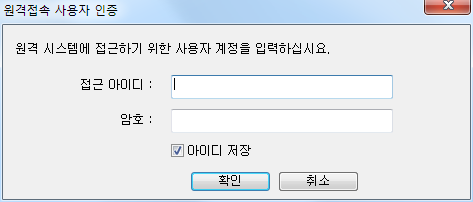 원격접속 사용자 인증
원격 시스템에 접근하기 위한 사용자 계정을 입력하십시요.
접근 아이디 :
암호 :
아이디 저장
확인 취소